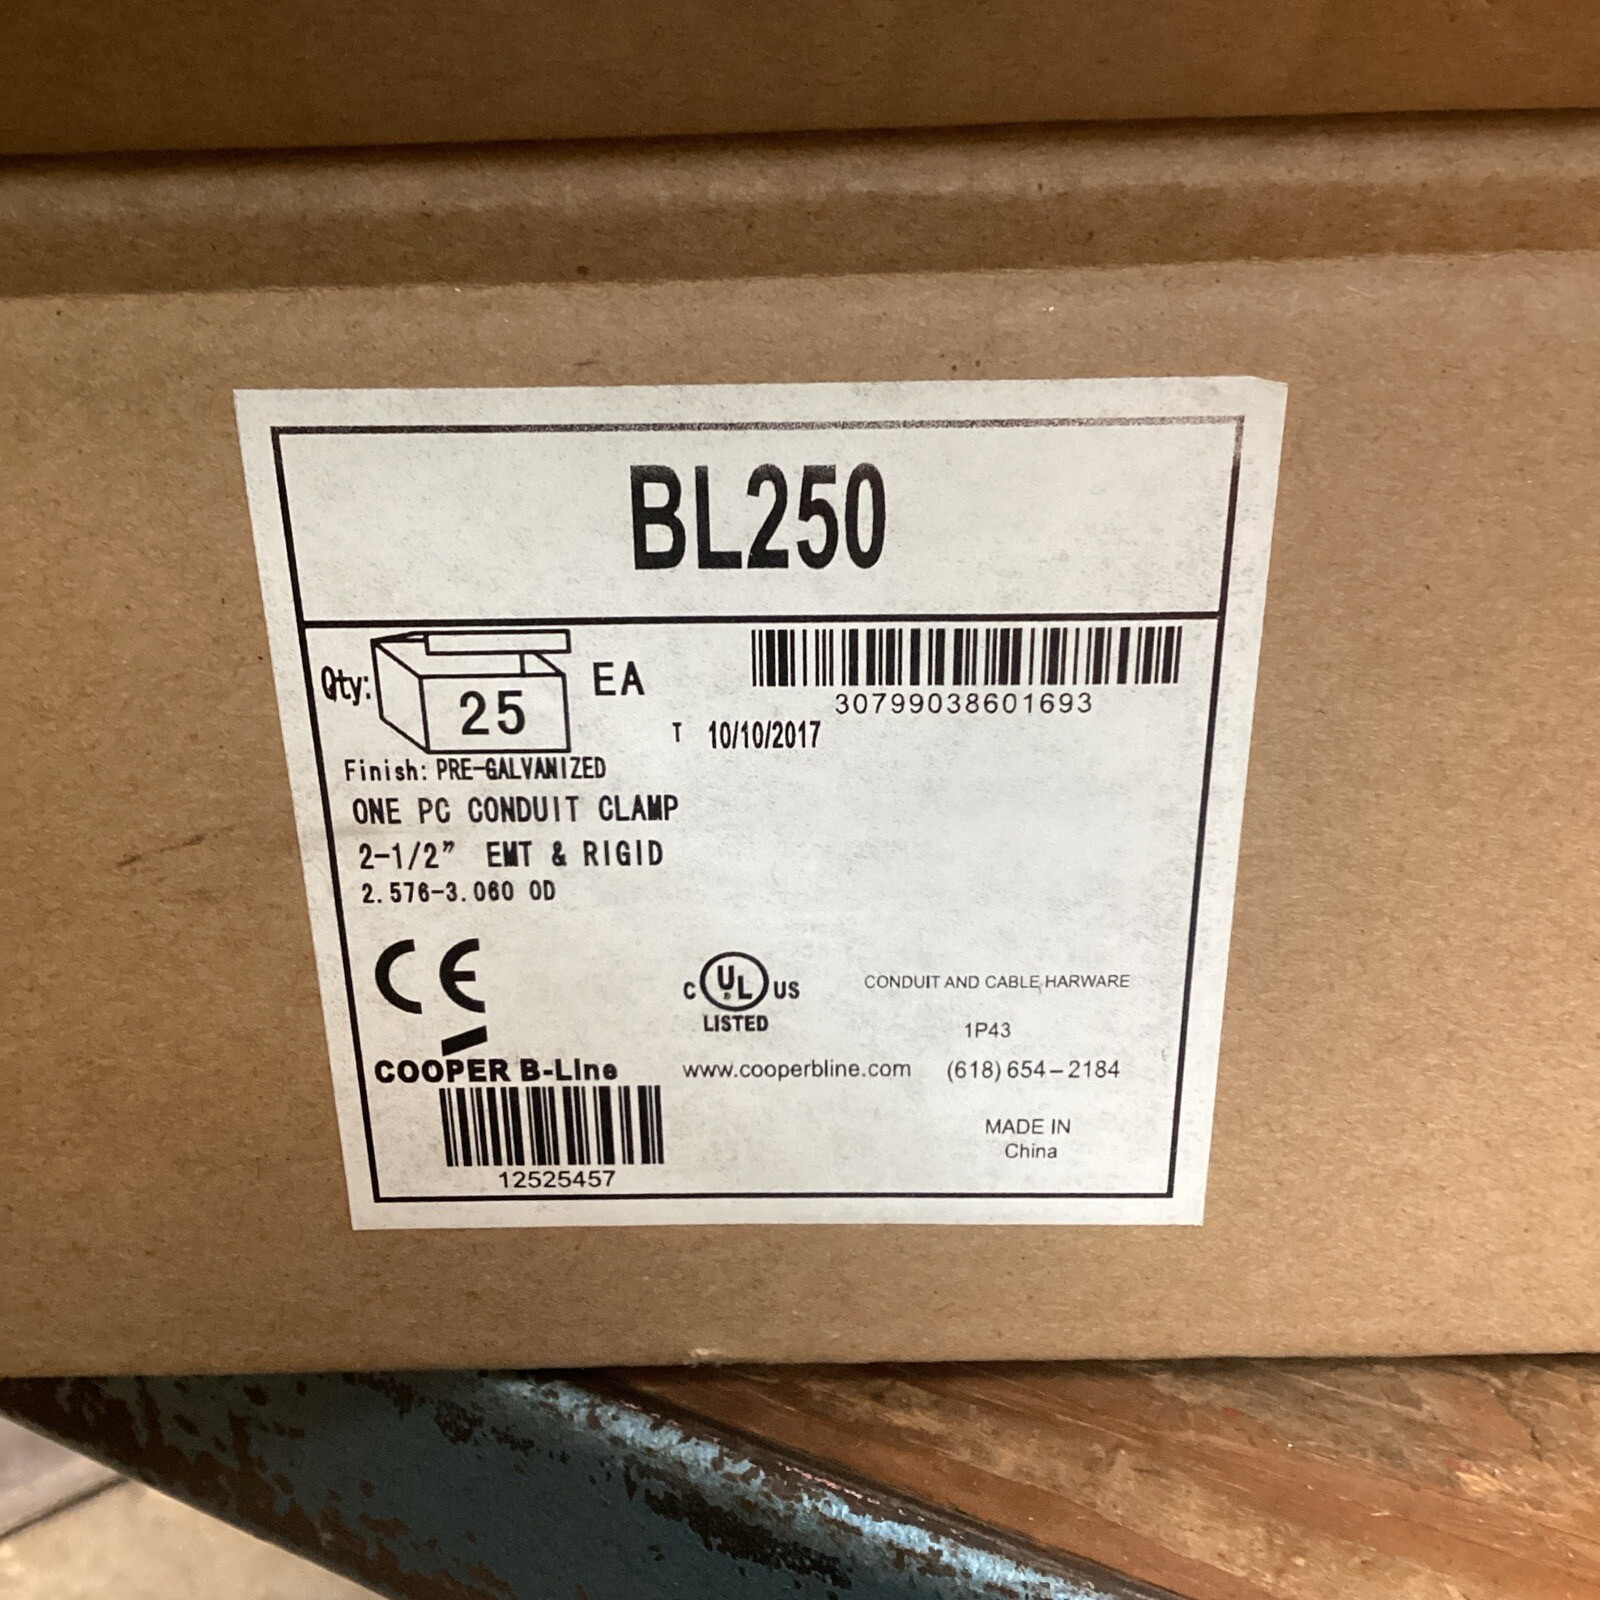 BL250
Qty: 25 EA
30799038601693
T 10/10/2017
Finish: PRE-GALVANIZED
ONE PC CONDUIT CLAMP
2-1/2" EMT & RIGID
2.576-3.060 OD
CE
C UL® US
LISTED
CONDUIT AND CABLE HARWARE
1P43
COOPER B-Line
www.cooperbline.com (618) 654-2184
12525457
MADE IN
China